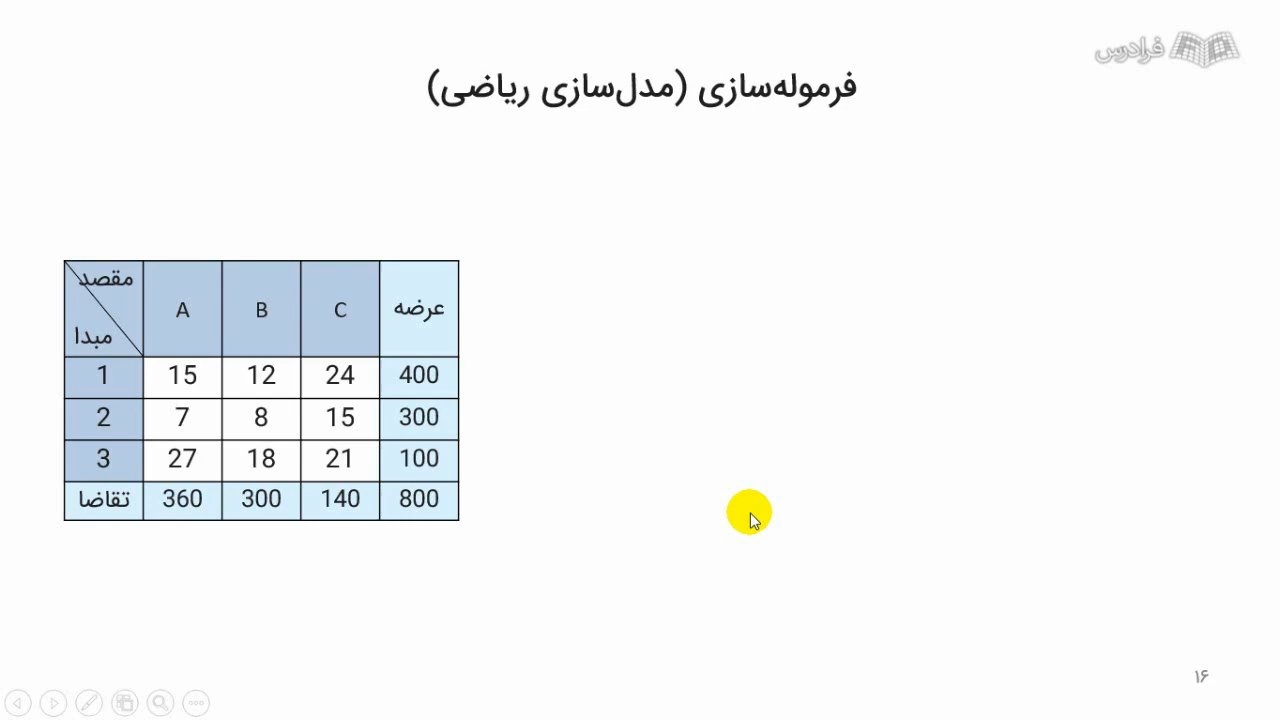 فرادرس
فرموله‌سازی (مدل‌سازی ریاضی)
مقصد
مبدا
A B C عرضه
1 15 12 24 400
2 7 8 15 300
3 27 18 21 100
تقاضا 360 300 140 800
۱۶